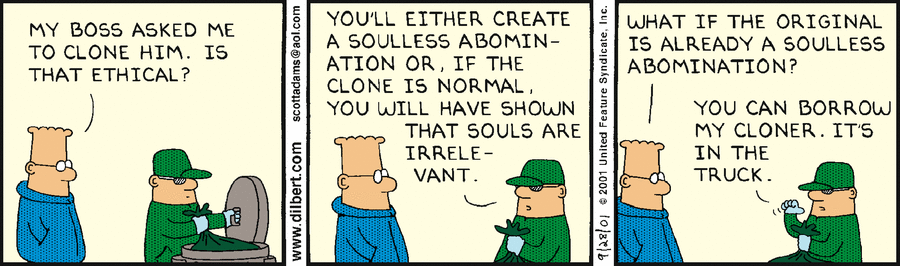 MY BOSS ASKED ME
TO CLONE HIM. IS
THAT ETHICAL?
www.dilbert.com scottadams@aol.com
YOU'LL EITHER CREATE
A SOULLESS ABOMIN-
ATION OR, IF THE
CLONE IS NORMAL,
YOU WILL HAVE SHOWN
THAT SOULS ARE
IRRELE-
VANT.
9/28/01 © 2001 United Feature Syndicate, Inc.
WHAT IF THE ORIGINAL
IS ALREADY A SOULLESS
ABOMINATION?
YOU CAN BORROW
MY CLONER. IT'S
IN THE
TRUCK.